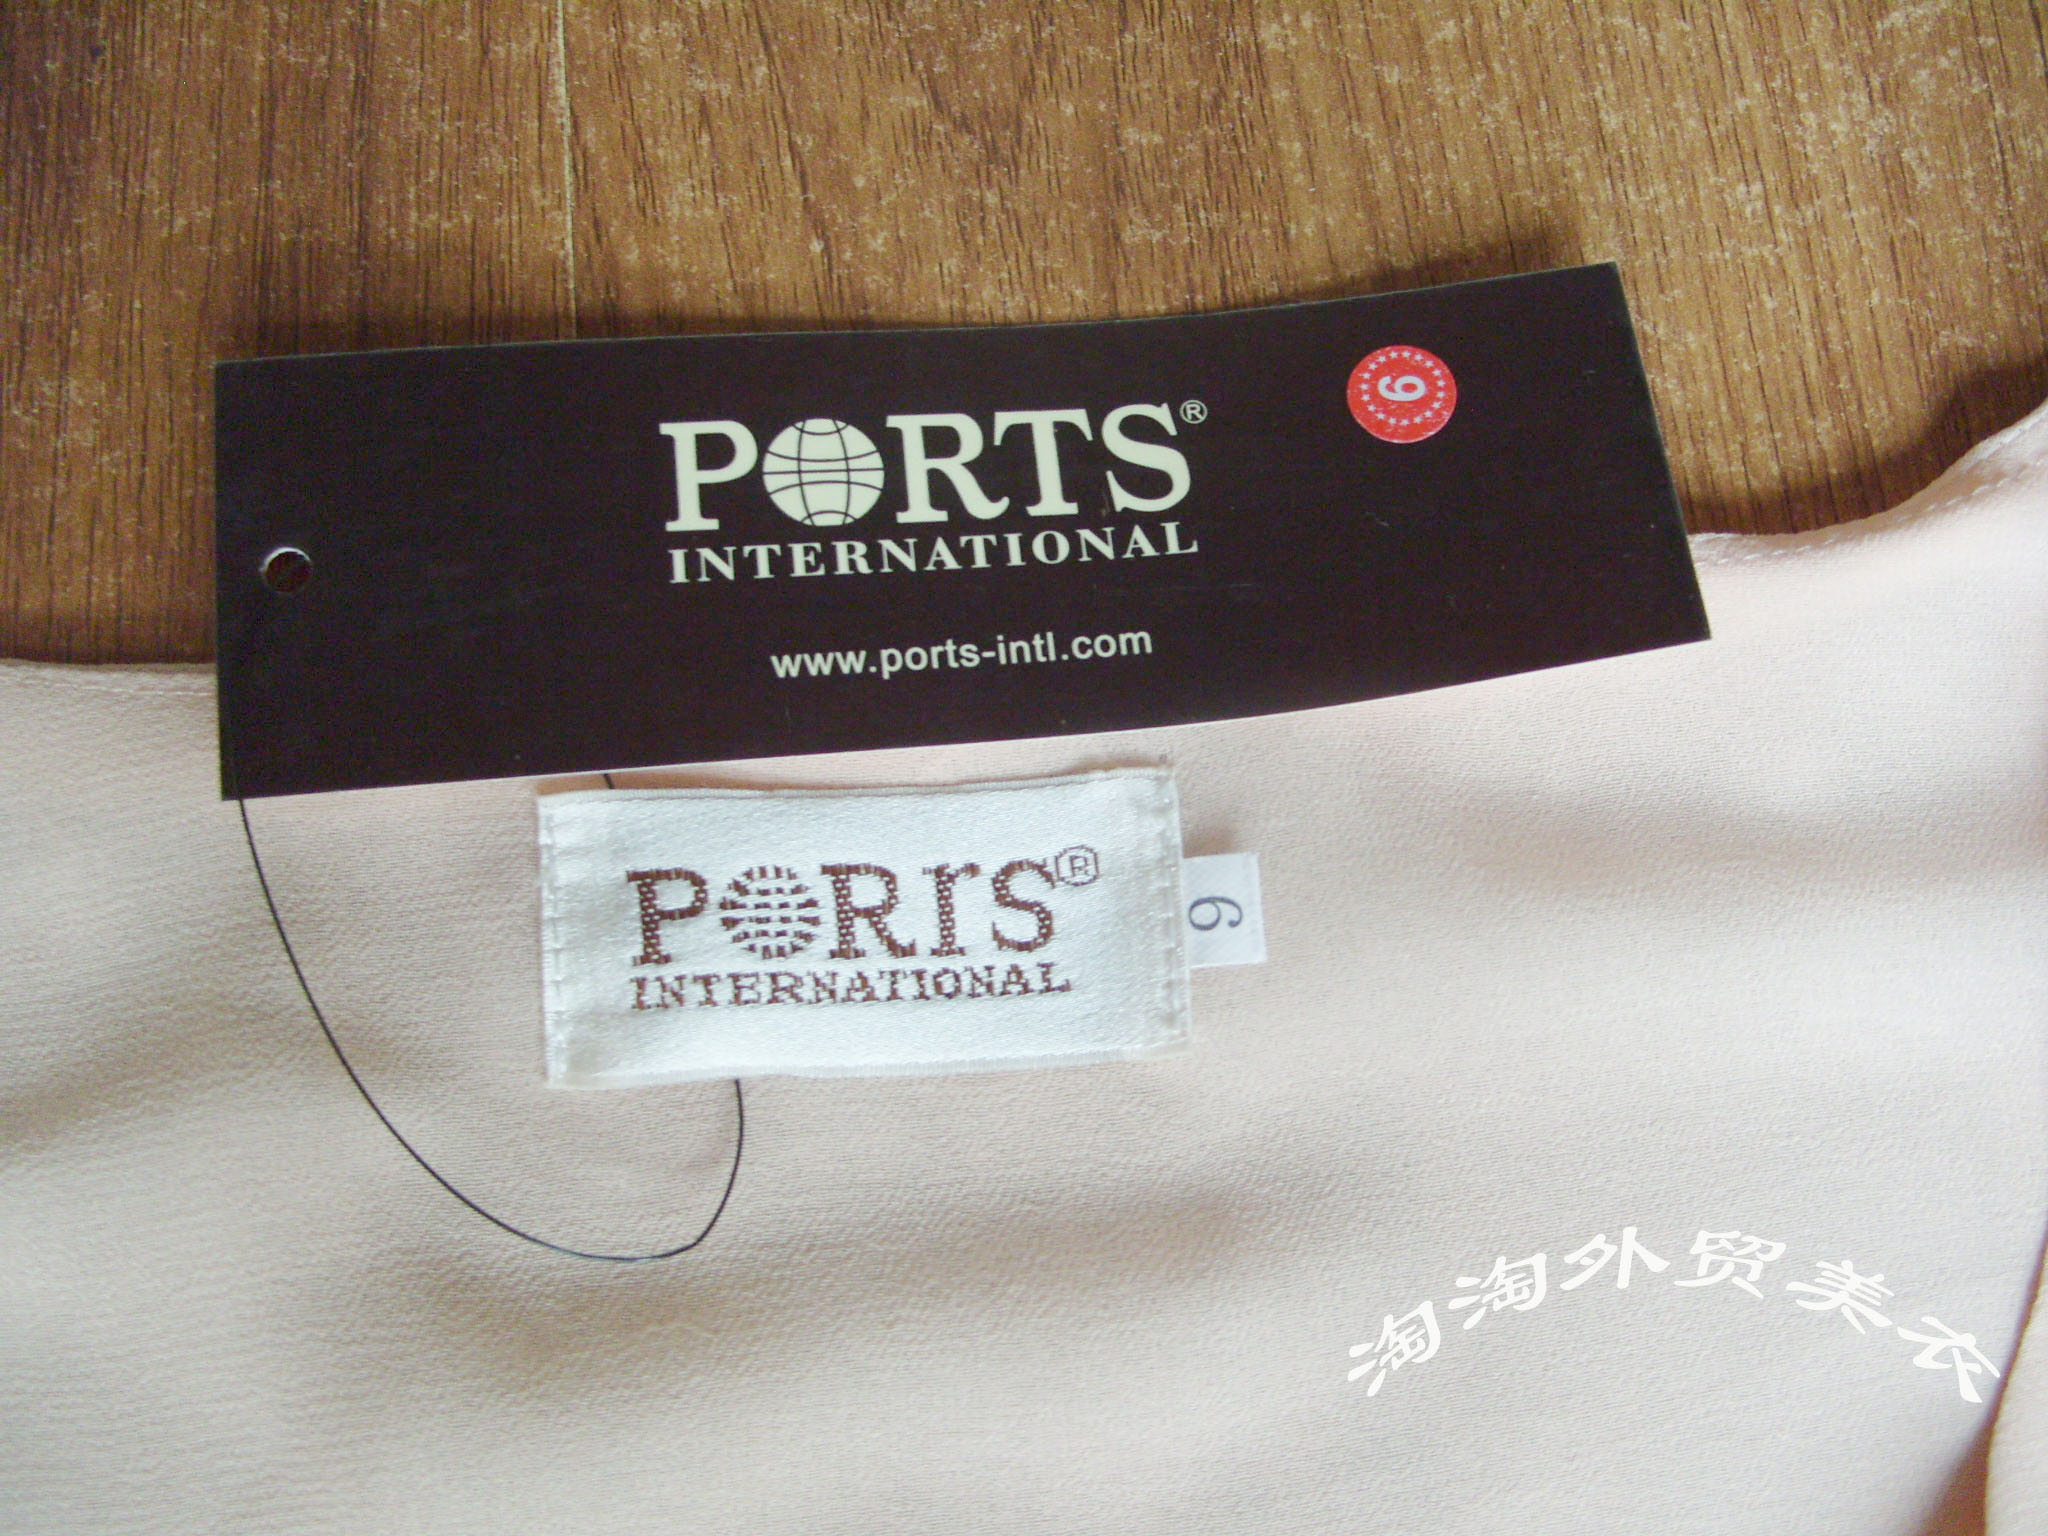 PORTS®
INTERNATIONAL
www.ports-intl.com
6
PORTS®
INTERNATIONAL
6
淘淘外贸美衣